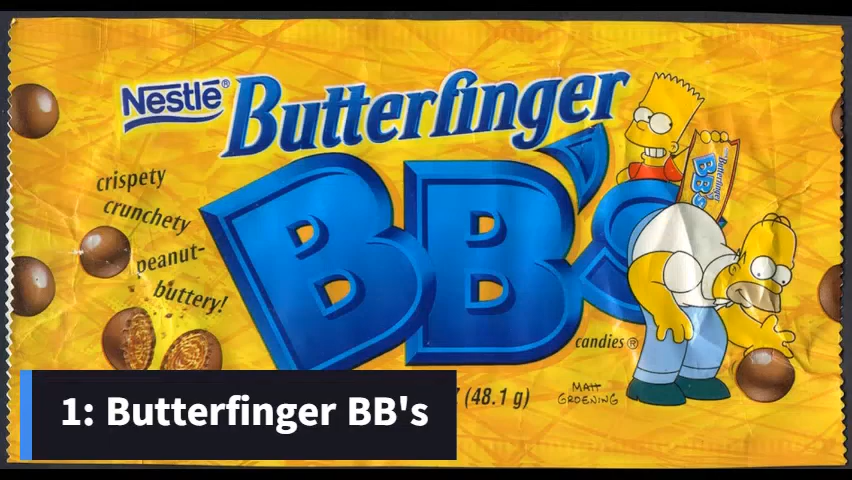 Nestlé®
Butterfinger
BB's
crispety
crunchety
peanut-
buttery!
Butterfinger
BB's
candies®
(48.1 g)
MATT
GROENING
1: Butterfinger BB's